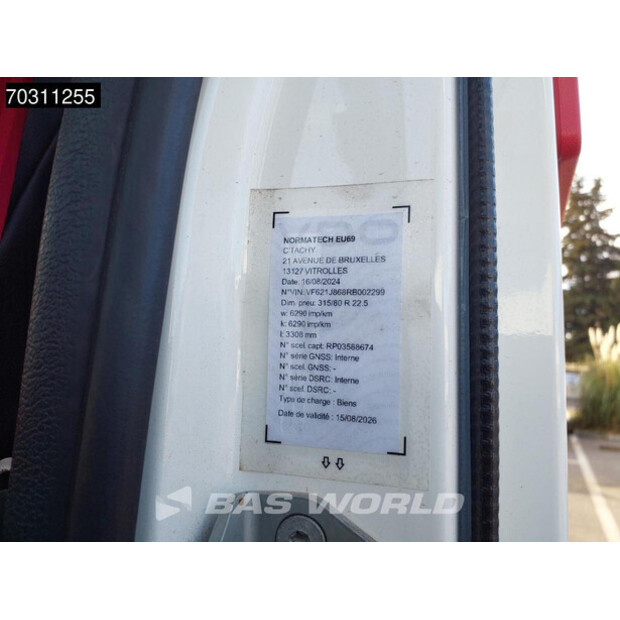 70311255
NORMATECH EU69
C'TACHY
21 AVENUE DE BRUXELLES
13127 VITROLLES
Date: 16/08/2024
N°VIN: VF621J868RB002299
Dim. pneu: 315/80 R 22.5
w: 6290 imp/km
k: 6290 imp/km
l: 3308 mm
N° scel. capt: RP03588674
N° série GNSS: Interne
N° scel. GNSS: -
N° série DSRC: Interne
N° scel. DSRC: -
Type de charge : Biens
Date de validité : 15/08/2026
BAS WORLD